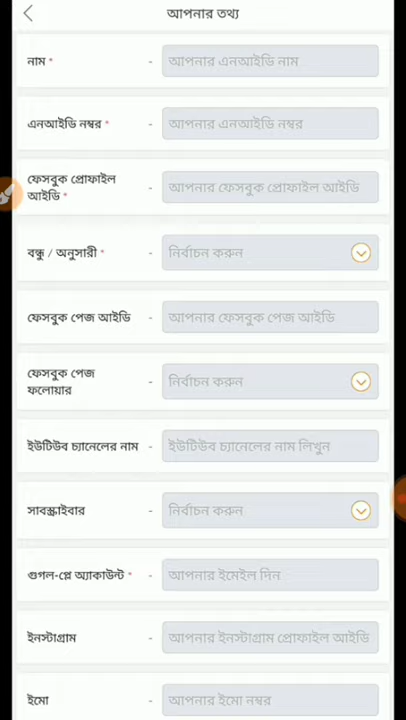 আপনার তথ্য
নাম * - আপনার এনআইডি নাম
এনআইডি নম্বর * - আপনার এনআইডি নম্বর
ফেসবুক প্রোফাইল
আইডি * - আপনার ফেসবুক প্রোফাইল আইডি
বন্ধু / অনুসারী * - নির্বাচন করুন
ফেসবুক পেজ আইডি - আপনার ফেসবুক পেজ আইডি
ফেসবুক পেজ
ফলোয়ার - নির্বাচন করুন
ইউটিউব চ্যানেলের নাম - ইউটিউব চ্যানেলের নাম লিখুন
সাবস্ক্রাইবার - নির্বাচন করুন
গুগল-প্লে অ্যাকাউন্ট * - আপনার ইমেইল দিন
ইনস্টাগ্রাম - আপনার ইনস্টাগ্রাম প্রোফাইল আইডি
ইমো - আপনার ইমো নম্বর